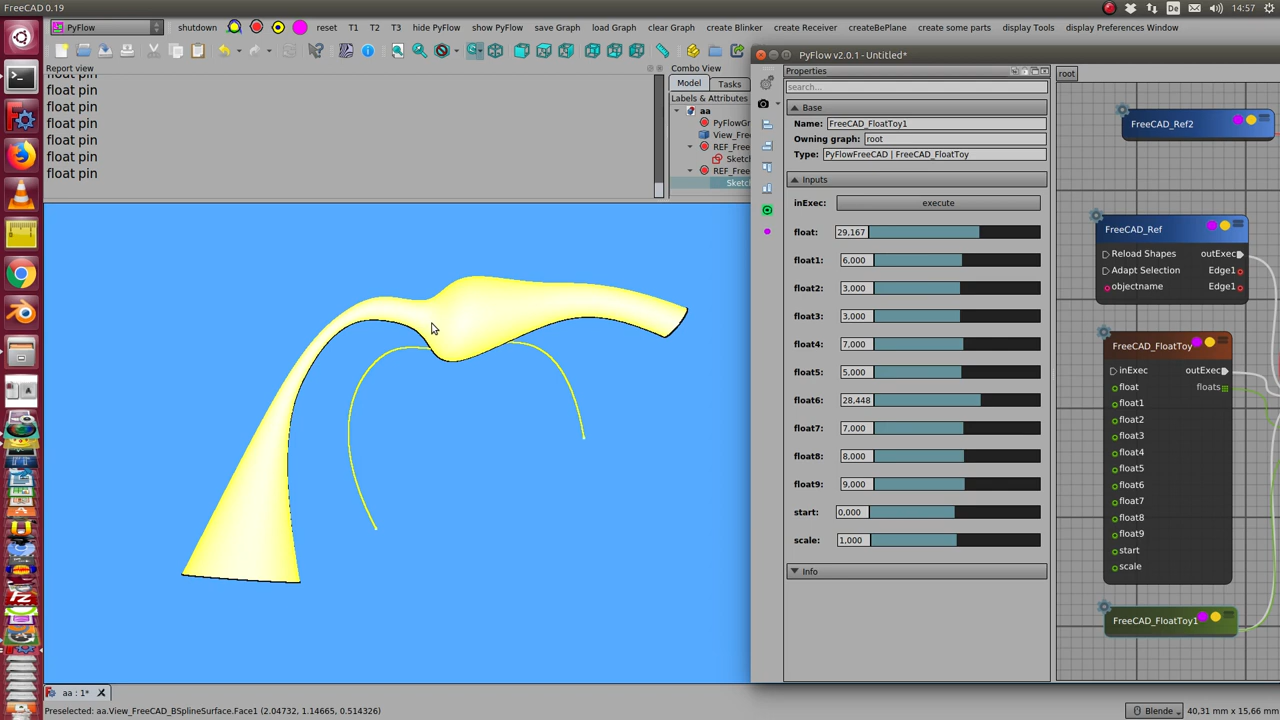 FreeCAD 0.19
De
14:57
PyFlow
shutdown
reset
T1
T2
T3
hide PyFlow
show PyFlow
save Graph
load Graph
clear Graph
create Blinker
create Receiver
createBePlane
create some parts
display Tools
display Preferences Window
Report view
float pin
float pin
float pin
float pin
float pin
float pin
float pin
Combo View
Model
Tasks
Labels & Attributes
aa
PyFlowGr
View_Free
REF_Free
Sketc
REF_Free
Sketc
PyFlow v2.0.1 - Untitled*
Properties
search...
Base
Name: FreeCAD_FloatToy1
Owning graph: root
Type: PyFlowFreeCAD | FreeCAD_FloatToy
Inputs
inExec: execute
float: 29,167
float1: 6,000
float2: 3,000
float3: 3,000
float4: 7,000
float5: 5,000
float6: 28,448
float7: 7,000
float8: 8,000
float9: 9,000
start: 0,000
scale: 1,000
Info
root
FreeCAD_Ref2
FreeCAD_Ref
Reload Shapes outExec
Adapt Selection Edge1
objectname Edge1
FreeCAD_FloatToy
inExec outExec
float floats
float1
float2
float3
float4
float5
float6
float7
float8
float9
start
scale
FreeCAD_FloatToy1
aa : 1*
Preselected: aa.View_FreeCAD_BSplineSurface.Face1 (2.04732, 1.14665, 0.514326)
Blende
40,31 mm x 15,66 mm